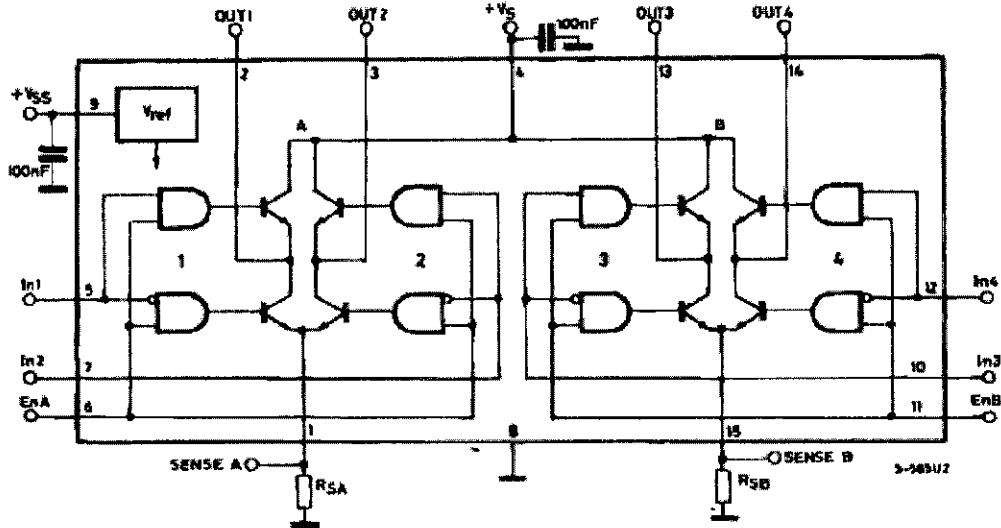 OUT1
OUT2
+VS
100nF
OUT3
OUT4
2
3
4
13
14
+VSS
9
Vref
A
B
100nF
1
2
3
4
In1
5
12
In4
In2
7
10
In3
EnA
6
11
EnB
1
8
15
SENSE A
SENSE B
RSA
RSB